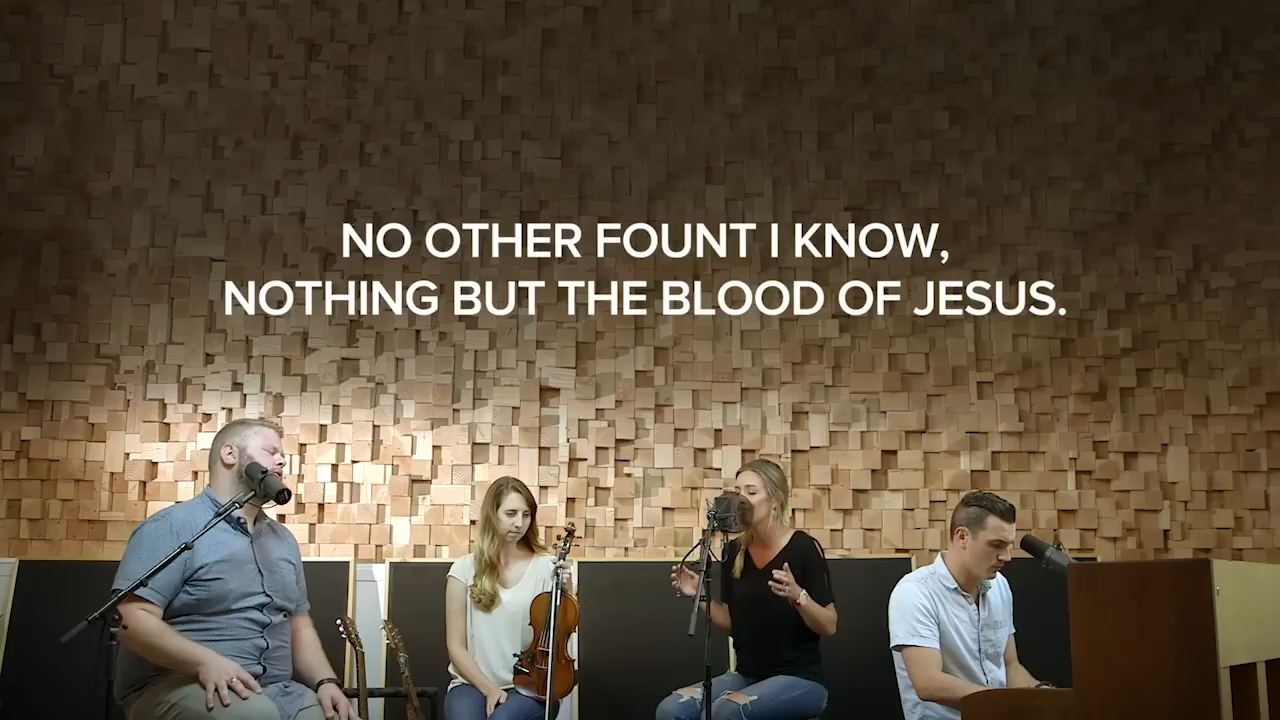 NO OTHER FOUNT I KNOW,
NOTHING BUT THE BLOOD OF JESUS.